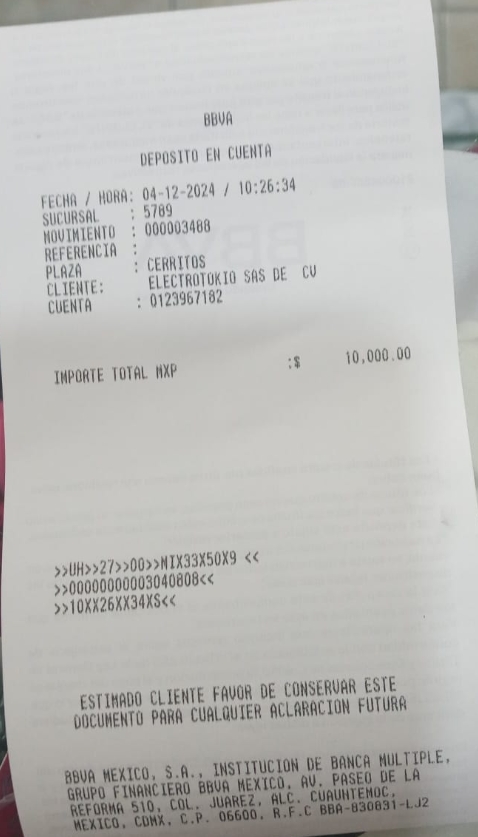 BBVA
DEPOSITO EN CUENTA
FECHA / HORA: 04-12-2024 / 10:26:34
SUCURSAL : 5789
MOVIMIENTO : 000003488
REFERENCIA :
PLAZA : CERRITOS
CLIENTE: ELECTROTOKIO SAS DE CV
CUENTA : 0123967182
IMPORTE TOTAL MXP :$ 10,000.00
>>UH>>27>>00>>MIX33X50X9 <<
>>00000000003040808<<
>>10XX26XX34XS<<
ESTIMADO CLIENTE FAVOR DE CONSERVAR ESTE
DOCUMENTO PARA CUALQUIER ACLARACION FUTURA
BBVA MEXICO, S.A., INSTITUCION DE BANCA MULTIPLE,
GRUPO FINANCIERO BBVA MEXICO, AV. PASEO DE LA
REFORMA 510, COL. JUAREZ, ALC. CUAUHTEMOC,
MEXICO, CDMX, C.P. 06600, R.F.C BBA-830831-LJ2